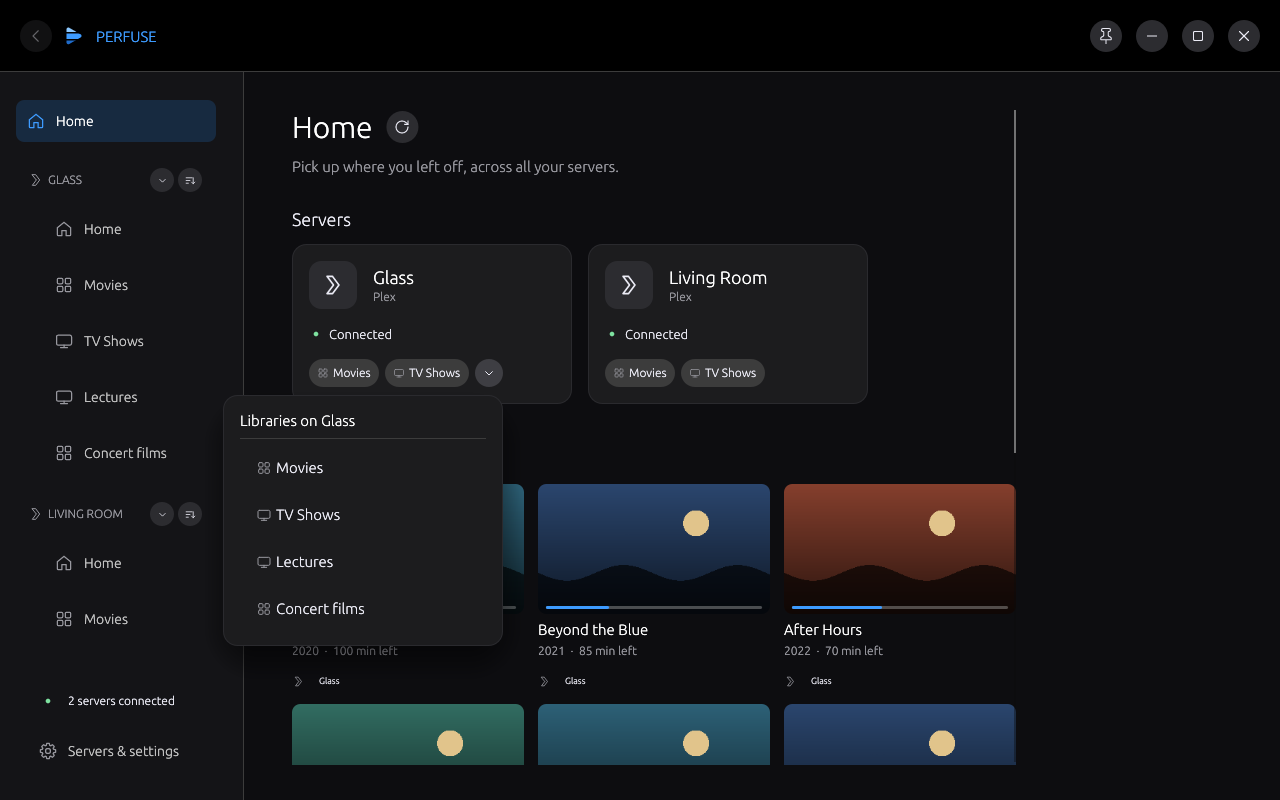 PERFUSE
Home
GLASS
Home
Movies
TV Shows
Lectures
Concert films
LIVING ROOM
Home
Movies
2 servers connected
Servers & settings
Home
Pick up where you left off, across all your servers.
Servers
Glass
Plex
Connected
Movies
TV Shows
Living Room
Plex
Connected
Movies
TV Shows
Libraries on Glass
Movies
TV Shows
Lectures
Concert films
2020 · 100 min left
Glass
Beyond the Blue
2021 · 85 min left
Glass
After Hours
2022 · 70 min left
Glass